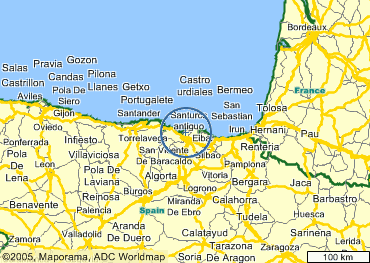 Bordeaux
Gozon
Pravia
Salas
Candas
Pilona
Castro
urdiales
Castrillon
Pola De
Siero
Llanes
Getxo
Bermeo
France
Aviles
Portugalete
San
Sebastian
Tolosa
Gijon
Santander
Santurce
antiguo
Oviedo
Torrelavega
Eibar
Irun
Hernani
Pau
Ponferrada
Infiesto
San Vicente
De Baracaldo
Bilbao
Renteria
Pola De
Lena
Villaviciosa
Pamplona
Pola De
Laviana
Algorta
Vitoria
Bergara
Jaca
Burgos
Logrono
Barbastro
Benavente
Spain
Miranda
De Ebro
Calahorra
Huesca
Aranda
De Duero
Tudela
Sarinena
Zamora
Valladolid
Calatayud
Tarazona
Zaragoza
Lerida
Soria
De Aragon
©2005, Maporama, ADC Worldmap
100 km